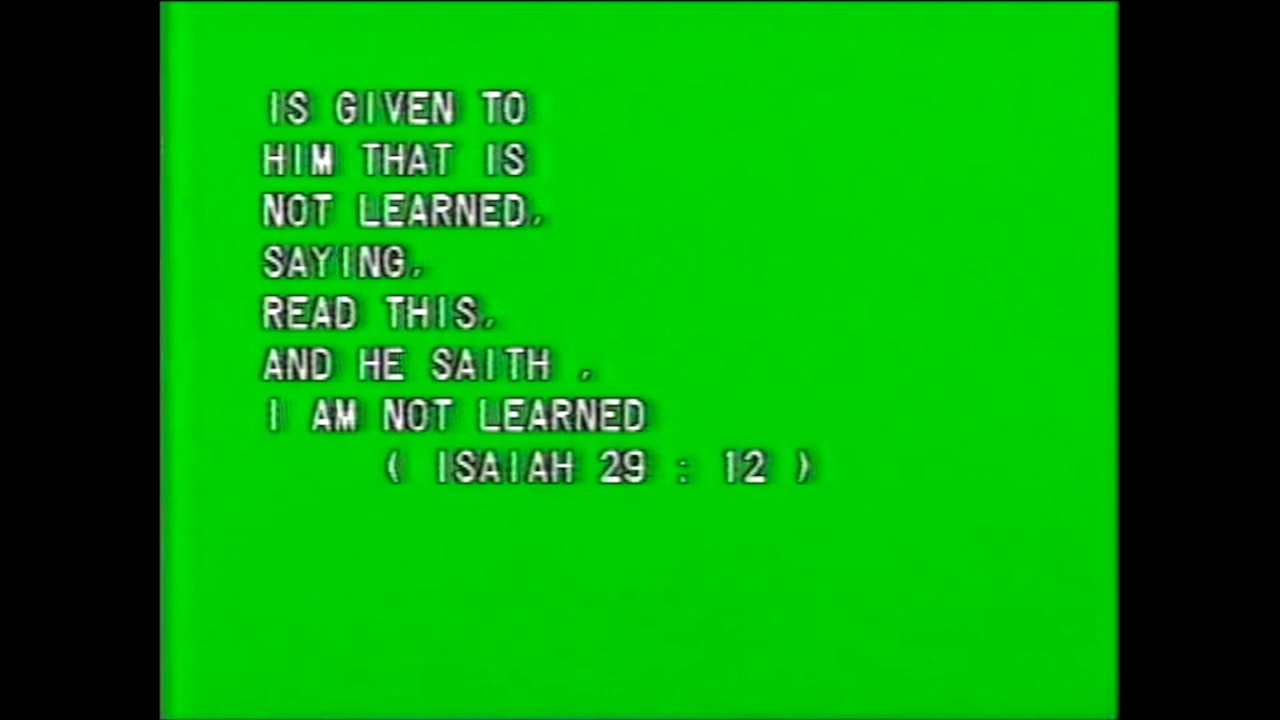 IS GIVEN TO
HIM THAT IS
NOT LEARNED,
SAYING,
READ THIS,
AND HE SAITH ,
I AM NOT LEARNED
( ISAIAH 29 : 12 )